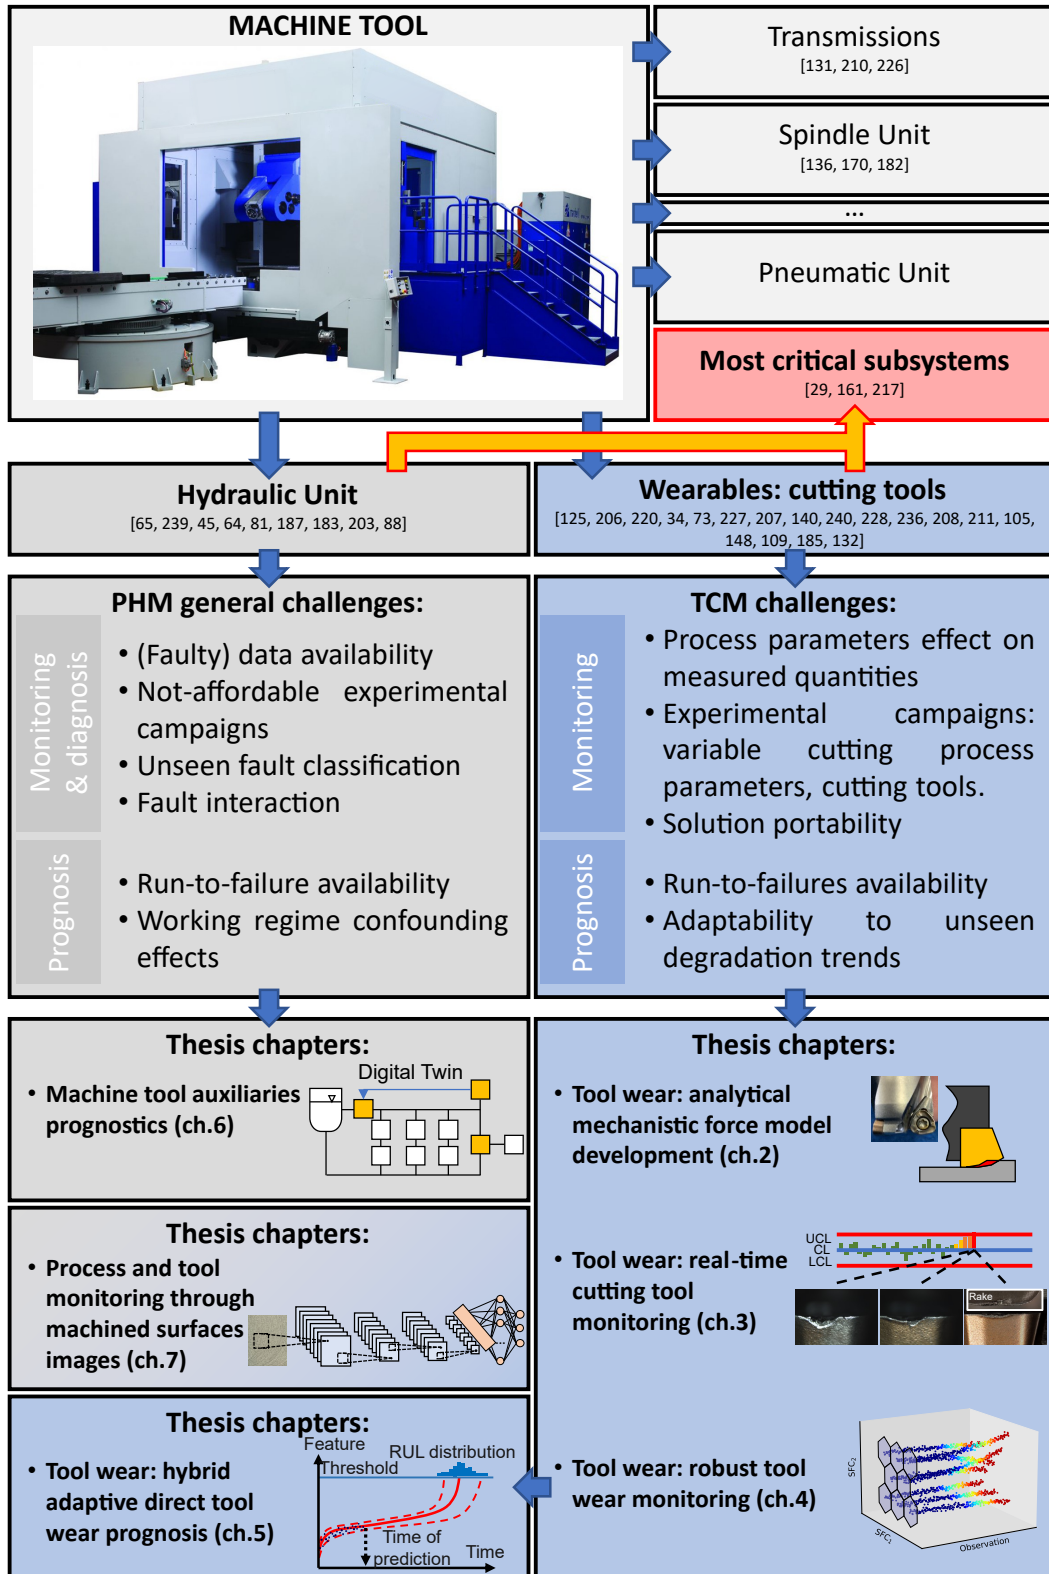 MACHINE TOOL
Transmissions
[131, 210, 226]
Spindle Unit
[136, 170, 182]
...
Pneumatic Unit
Most critical subsystems
[29, 161, 217]
Hydraulic Unit
[65, 239, 45, 64, 81, 187, 183, 203, 88]
Wearables: cutting tools
[125, 206, 220, 34, 73, 227, 207, 140, 240, 228, 236, 208, 211, 105,
148, 109, 185, 132]
PHM general challenges:
Monitoring
& diagnosis
• (Faulty) data availability
• Not-affordable experimental
campaigns
• Unseen fault classification
• Fault interaction
Prognosis
• Run-to-failure availability
• Working regime confounding
effects
TCM challenges:
Monitoring
• Process parameters effect on
measured quantities
• Experimental campaigns:
variable cutting process
parameters, cutting tools.
• Solution portability
Prognosis
• Run-to-failures availability
• Adaptability to unseen
degradation trends
Thesis chapters:
• Machine tool auxiliaries
prognostics (ch.6)
Digital Twin
Thesis chapters:
• Process and tool
monitoring through
machined surfaces
images (ch.7)
Thesis chapters:
• Tool wear: hybrid
adaptive direct tool
wear prognosis (ch.5)
Feature
Threshold
RUL distribution
Time of
prediction
Time
Thesis chapters:
• Tool wear: analytical
mechanistic force model
development (ch.2)
• Tool wear: real-time
cutting tool
monitoring (ch.3)
UCL
CL
LCL
Rake
• Tool wear: robust tool
wear monitoring (ch.4)
SFC2
SFC1
Observation